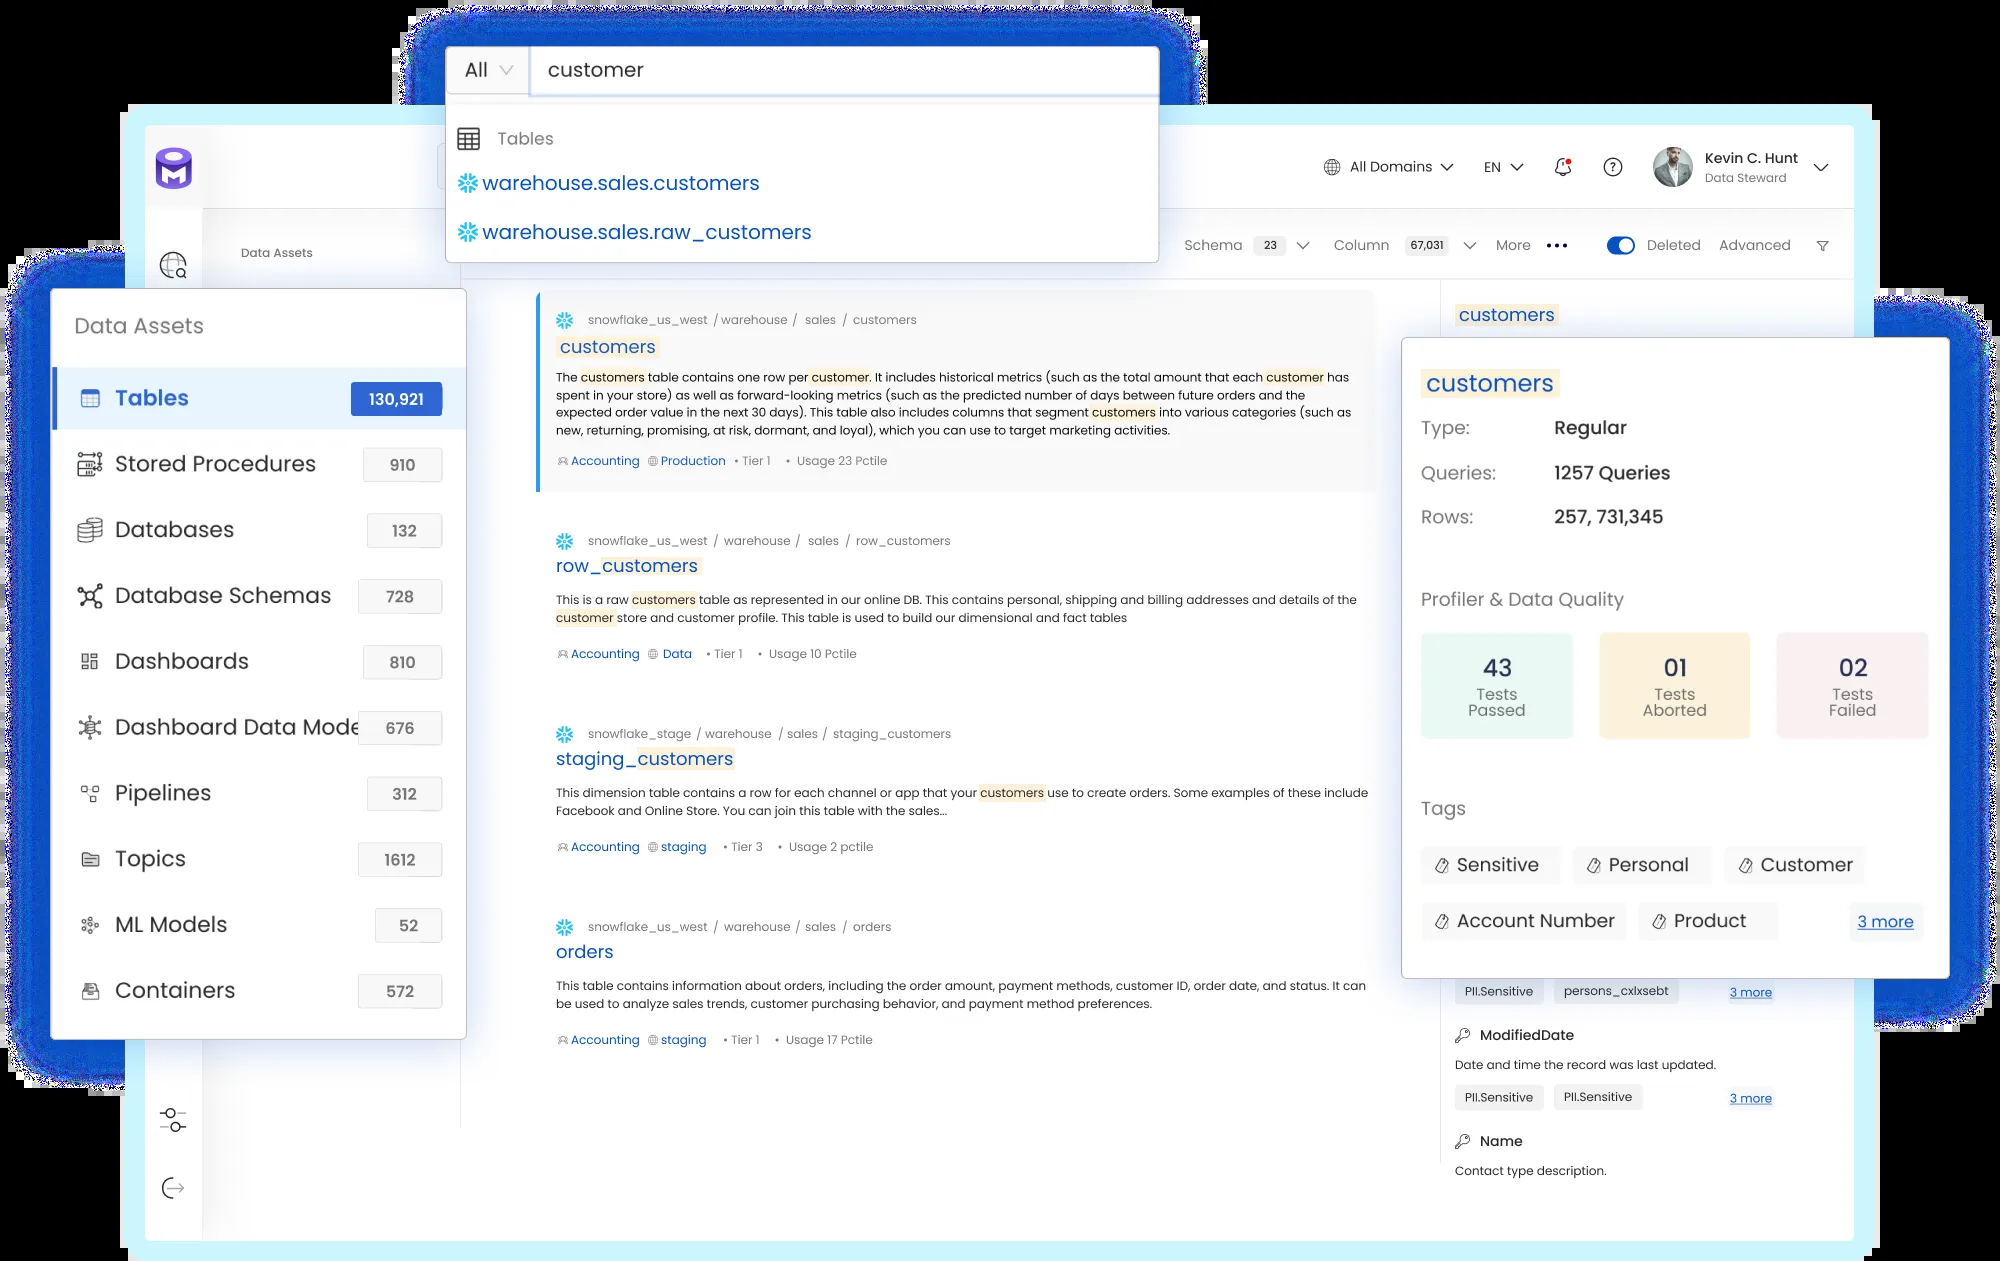 All
customer
Tables
warehouse.sales.customers
warehouse.sales.raw_customers
All Domains
EN
Kevin C. Hunt
Data Steward
Data Assets
Schema 23
Column 67,031
More
Deleted
Advanced
Data Assets
Tables 130,921
Stored Procedures 910
Databases 132
Database Schemas 728
Dashboards 810
Dashboard Data Mode 676
Pipelines 312
Topics 1612
ML Models 52
Containers 572
snowflake_us_west / warehouse / sales / customers
customers
The customers table contains one row per customer. It includes historical metrics (such as the total amount that each customer has
spent in your store) as well as forward-looking metrics (such as the predicted number of days between future orders and the
expected order value in the next 30 days). This table also includes columns that segment customers into various categories (such as
new, returning, promising, at risk, dormant, and loyal), which you can use to target marketing activities.
Accounting Production • Tier 1 • Usage 23 Pctile
snowflake_us_west / warehouse / sales / row_customers
row_customers
This is a raw customers table as represented in our online DB. This contains personal, shipping and billing addresses and details of the
customer store and customer profile. This table is used to build our dimensional and fact tables
Accounting Data • Tier 1 • Usage 10 Pctile
snowflake_stage / warehouse / sales / staging_customers
staging_customers
This dimension table contains a row for each channel or app that your customers use to create orders. Some examples of these include
Facebook and Online Store. You can join this table with the sales...
Accounting staging • Tier 3 • Usage 2 pctile
snowflake_us_west / warehouse / sales / orders
orders
This table contains information about orders, including the order amount, payment methods, customer ID, order date, and status. It can
be used to analyze sales trends, customer purchasing behavior, and payment method preferences.
Accounting staging • Tier 1 • Usage 17 Pctile
customers
customers
Type: Regular
Queries: 1257 Queries
Rows: 257, 731,345
Profiler & Data Quality
43
Tests
Passed
01
Tests
Aborted
02
Tests
Failed
Tags
Sensitive
Personal
Customer
Account Number
Product
3 more
PII.Sensitive
persons_cxlxsebt
3 more
ModifiedDate
Date and time the record was last updated.
PII.Sensitive
PII.Sensitive
3 more
Name
Contact type description.